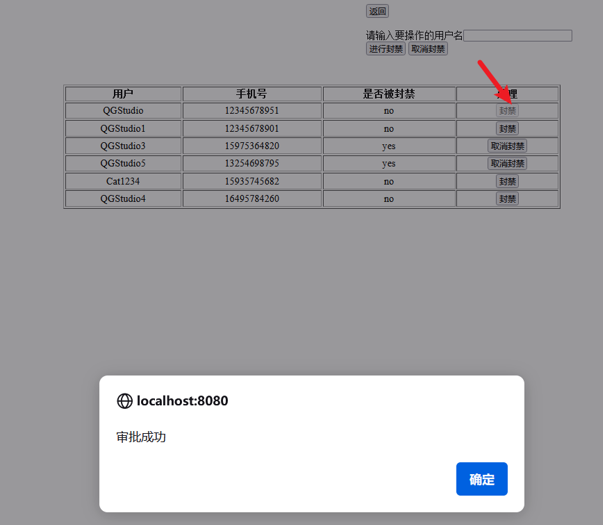 返回
请输入要操作的用户名
进行封禁 取消封禁
用户 手机号 是否被封禁 理
QGStudio 12345678951 no 封禁
QGStudio1 12345678901 no 封禁
QGStudio3 15975364820 yes 取消封禁
QGStudio5 13254698795 yes 取消封禁
Cat1234 15935745682 no 封禁
QGStudio4 16495784260 no 封禁
localhost:8080
审批成功
确定